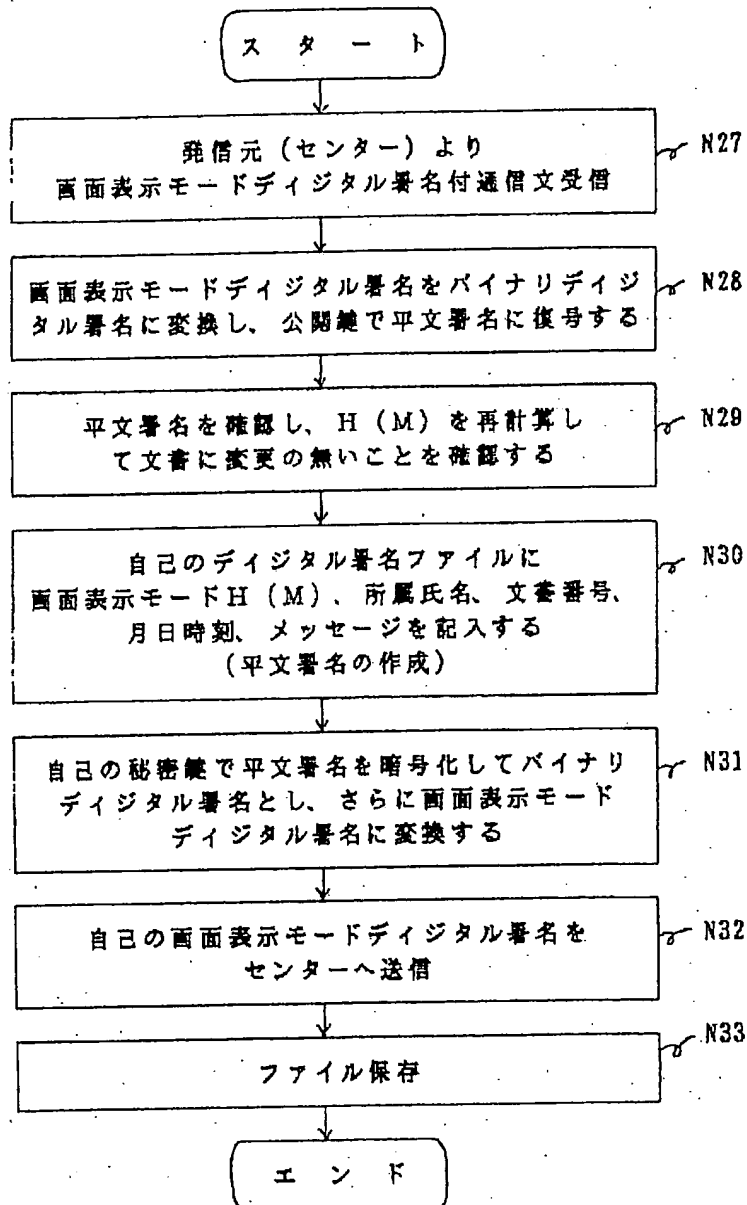 スタート
発信元（センター）より
画面表示モードディジタル署名付通信文受信
N27
画面表示モードディジタル署名をバイナリディジ
タル署名に変換し、公開鍵で平文署名に復号する
N28
平文署名を確認し、H（M）を再計算し
て文書に変更の無いことを確認する
N29
自己のディジタル署名ファイルに
画面表示モードH（M）、所属氏名、文書番号、
月日時刻、メッセージを記入する
（平文署名の作成）
N30
自己の秘密鍵で平文署名を暗号化してバイナリ
ディジタル署名とし、さらに画面表示モード
ディジタル署名に変換する
N31
自己の画面表示モードディジタル署名を
センターへ送信
N32
ファイル保存
N33
エンド